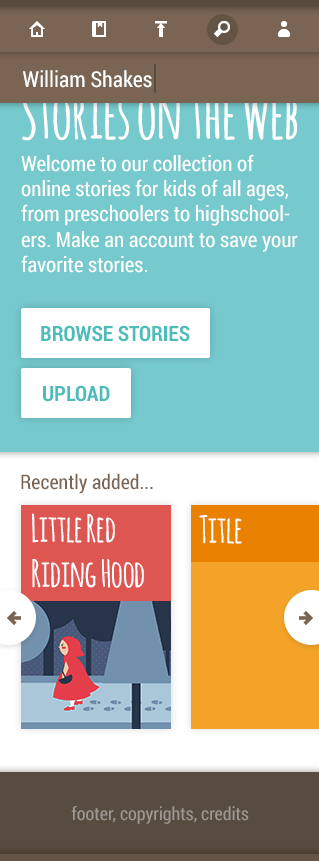 William Shakes
STORIES ON THE WEB
Welcome to our collection of
online stories for kids of all ages,
from preschoolers to highschool-
ers. Make an account to save your
favorite stories.
BROWSE STORIES
UPLOAD
Recently added...
LITTLE RED
RIDING HOOD
TITLE
footer, copyrights, credits